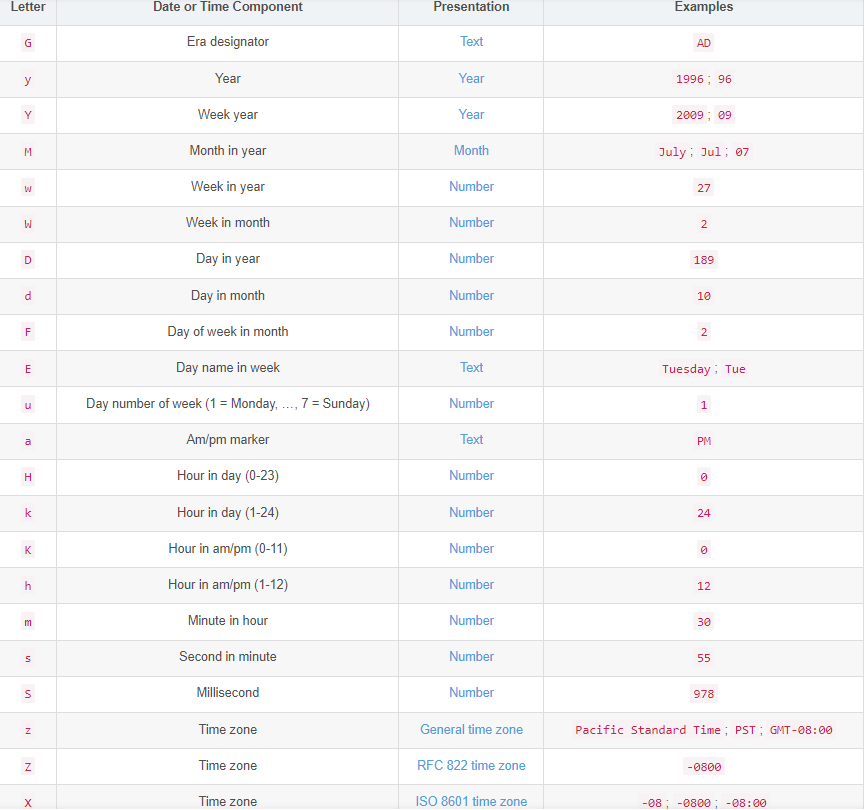 Letter Date or Time Component Presentation Examples
G Era designator Text AD
y Year Year 1996; 96
Y Week year Year 2009; 09
M Month in year Month July; Jul; 07
w Week in year Number 27
W Week in month Number 2
D Day in year Number 189
d Day in month Number 10
F Day of week in month Number 2
E Day name in week Text Tuesday; Tue
u Day number of week (1 = Monday, …, 7 = Sunday) Number 1
a Am/pm marker Text PM
H Hour in day (0-23) Number 0
k Hour in day (1-24) Number 24
K Hour in am/pm (0-11) Number 0
h Hour in am/pm (1-12) Number 12
m Minute in hour Number 30
s Second in minute Number 55
S Millisecond Number 978
z Time zone General time zone Pacific Standard Time; PST; GMT-08:00
Z Time zone RFC 822 time zone -0800
X Time zone ISO 8601 time zone -08; -0800; -08:00